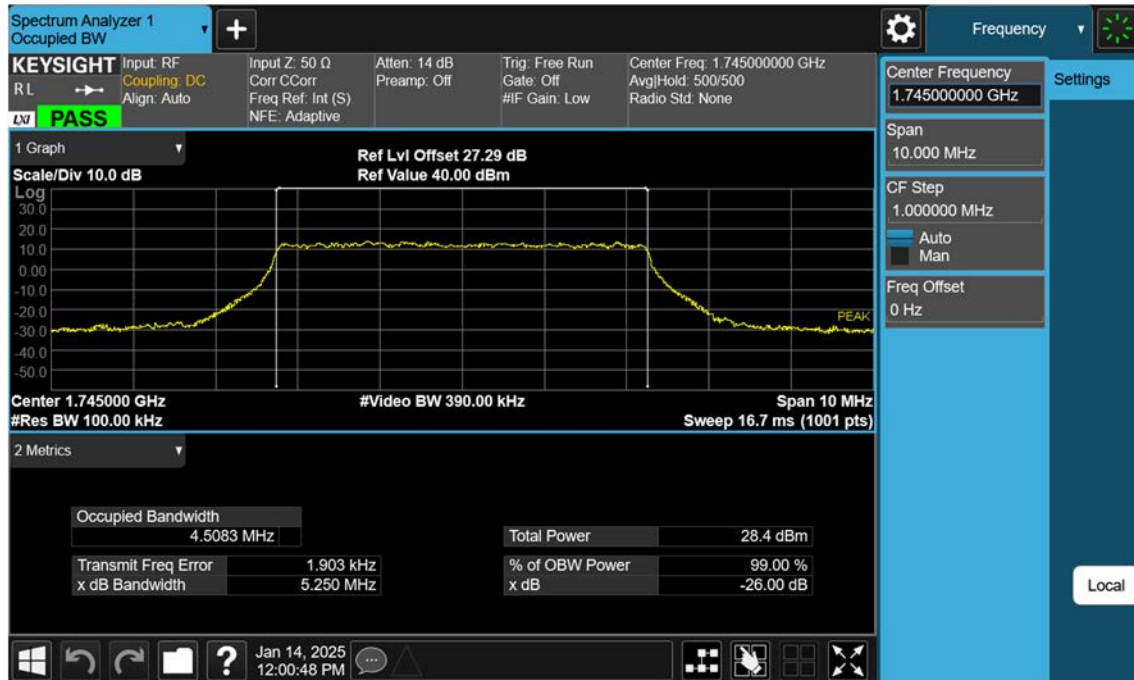 Spectrum Analyzer 1
Occupied BW
+
Frequency
KEYSIGHT
R L
LXI
PASS
Input: RF
Coupling: DC
Align: Auto
Input Z: 50 Ω
Corr CCorr
Freq Ref: Int (S)
NFE: Adaptive
Atten: 14 dB
Preamp: Off
Trig: Free Run
Gate: Off
#IF Gain: Low
Center Freq: 1.745000000 GHz
Avg|Hold: 500/500
Radio Std: None
Center Frequency
1.745000000 GHz
Settings
Span
10.000 MHz
CF Step
1.000000 MHz
Auto
Man
Freq Offset
0 Hz
Local
1 Graph
Scale/Div 10.0 dB
Ref Lvl Offset 27.29 dB
Ref Value 40.00 dBm
Log
30.0
20.0
10.0
0.00
-10.0
-20.0
-30.0
-40.0
-50.0
PEAK
Center 1.745000 GHz
#Video BW 390.00 kHz
Span 10 MHz
#Res BW 100.00 kHz
Sweep 16.7 ms (1001 pts)
2 Metrics
Occupied Bandwidth
4.5083 MHz
Total Power 28.4 dBm
Transmit Freq Error 1.903 kHz
% of OBW Power 99.00 %
x dB Bandwidth 5.250 MHz
x dB -26.00 dB
?
Jan 14, 2025
12:00:48 PM